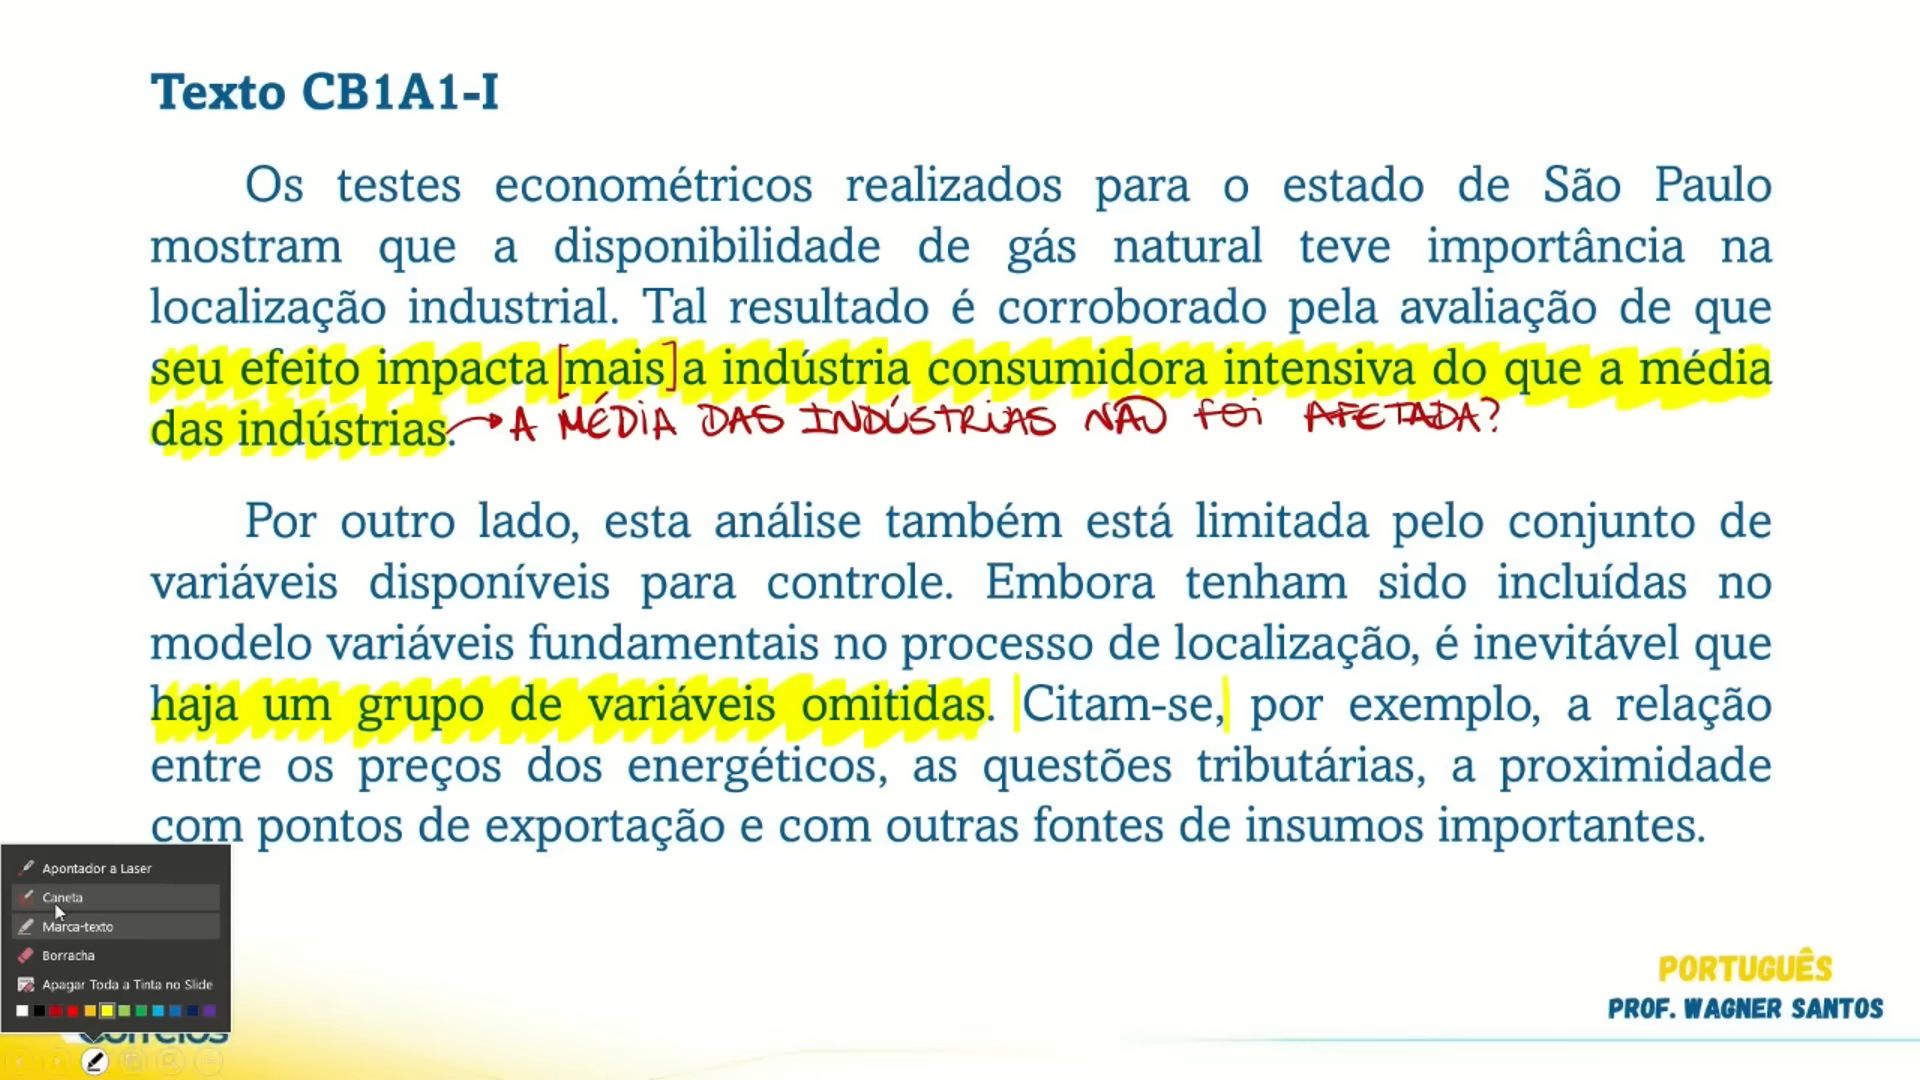 Texto CB1A1-I
Os testes econométricos realizados para o estado de São Paulo
mostram que a disponibilidade de gás natural teve importância na
localização industrial. Tal resultado é corroborado pela avaliação de que
seu efeito impacta [mais] a indústria consumidora intensiva do que a média
das indústrias. → A MÉDIA DAS INDÚSTRIAS NÃO FOI AFETADA?
Por outro lado, esta análise também está limitada pelo conjunto de
variáveis disponíveis para controle. Embora tenham sido incluídas no
modelo variáveis fundamentais no processo de localização, é inevitável que
haja um grupo de variáveis omitidas. Citam-se, por exemplo, a relação
entre os preços dos energéticos, as questões tributárias, a proximidade
com pontos de exportação e com outras fontes de insumos importantes.
Apontador a Laser
Caneta
Marca-texto
Borracha
Apagar Toda a Tinta no Slide
Correios
PORTUGUÊS
PROF. WAGNER SANTOS